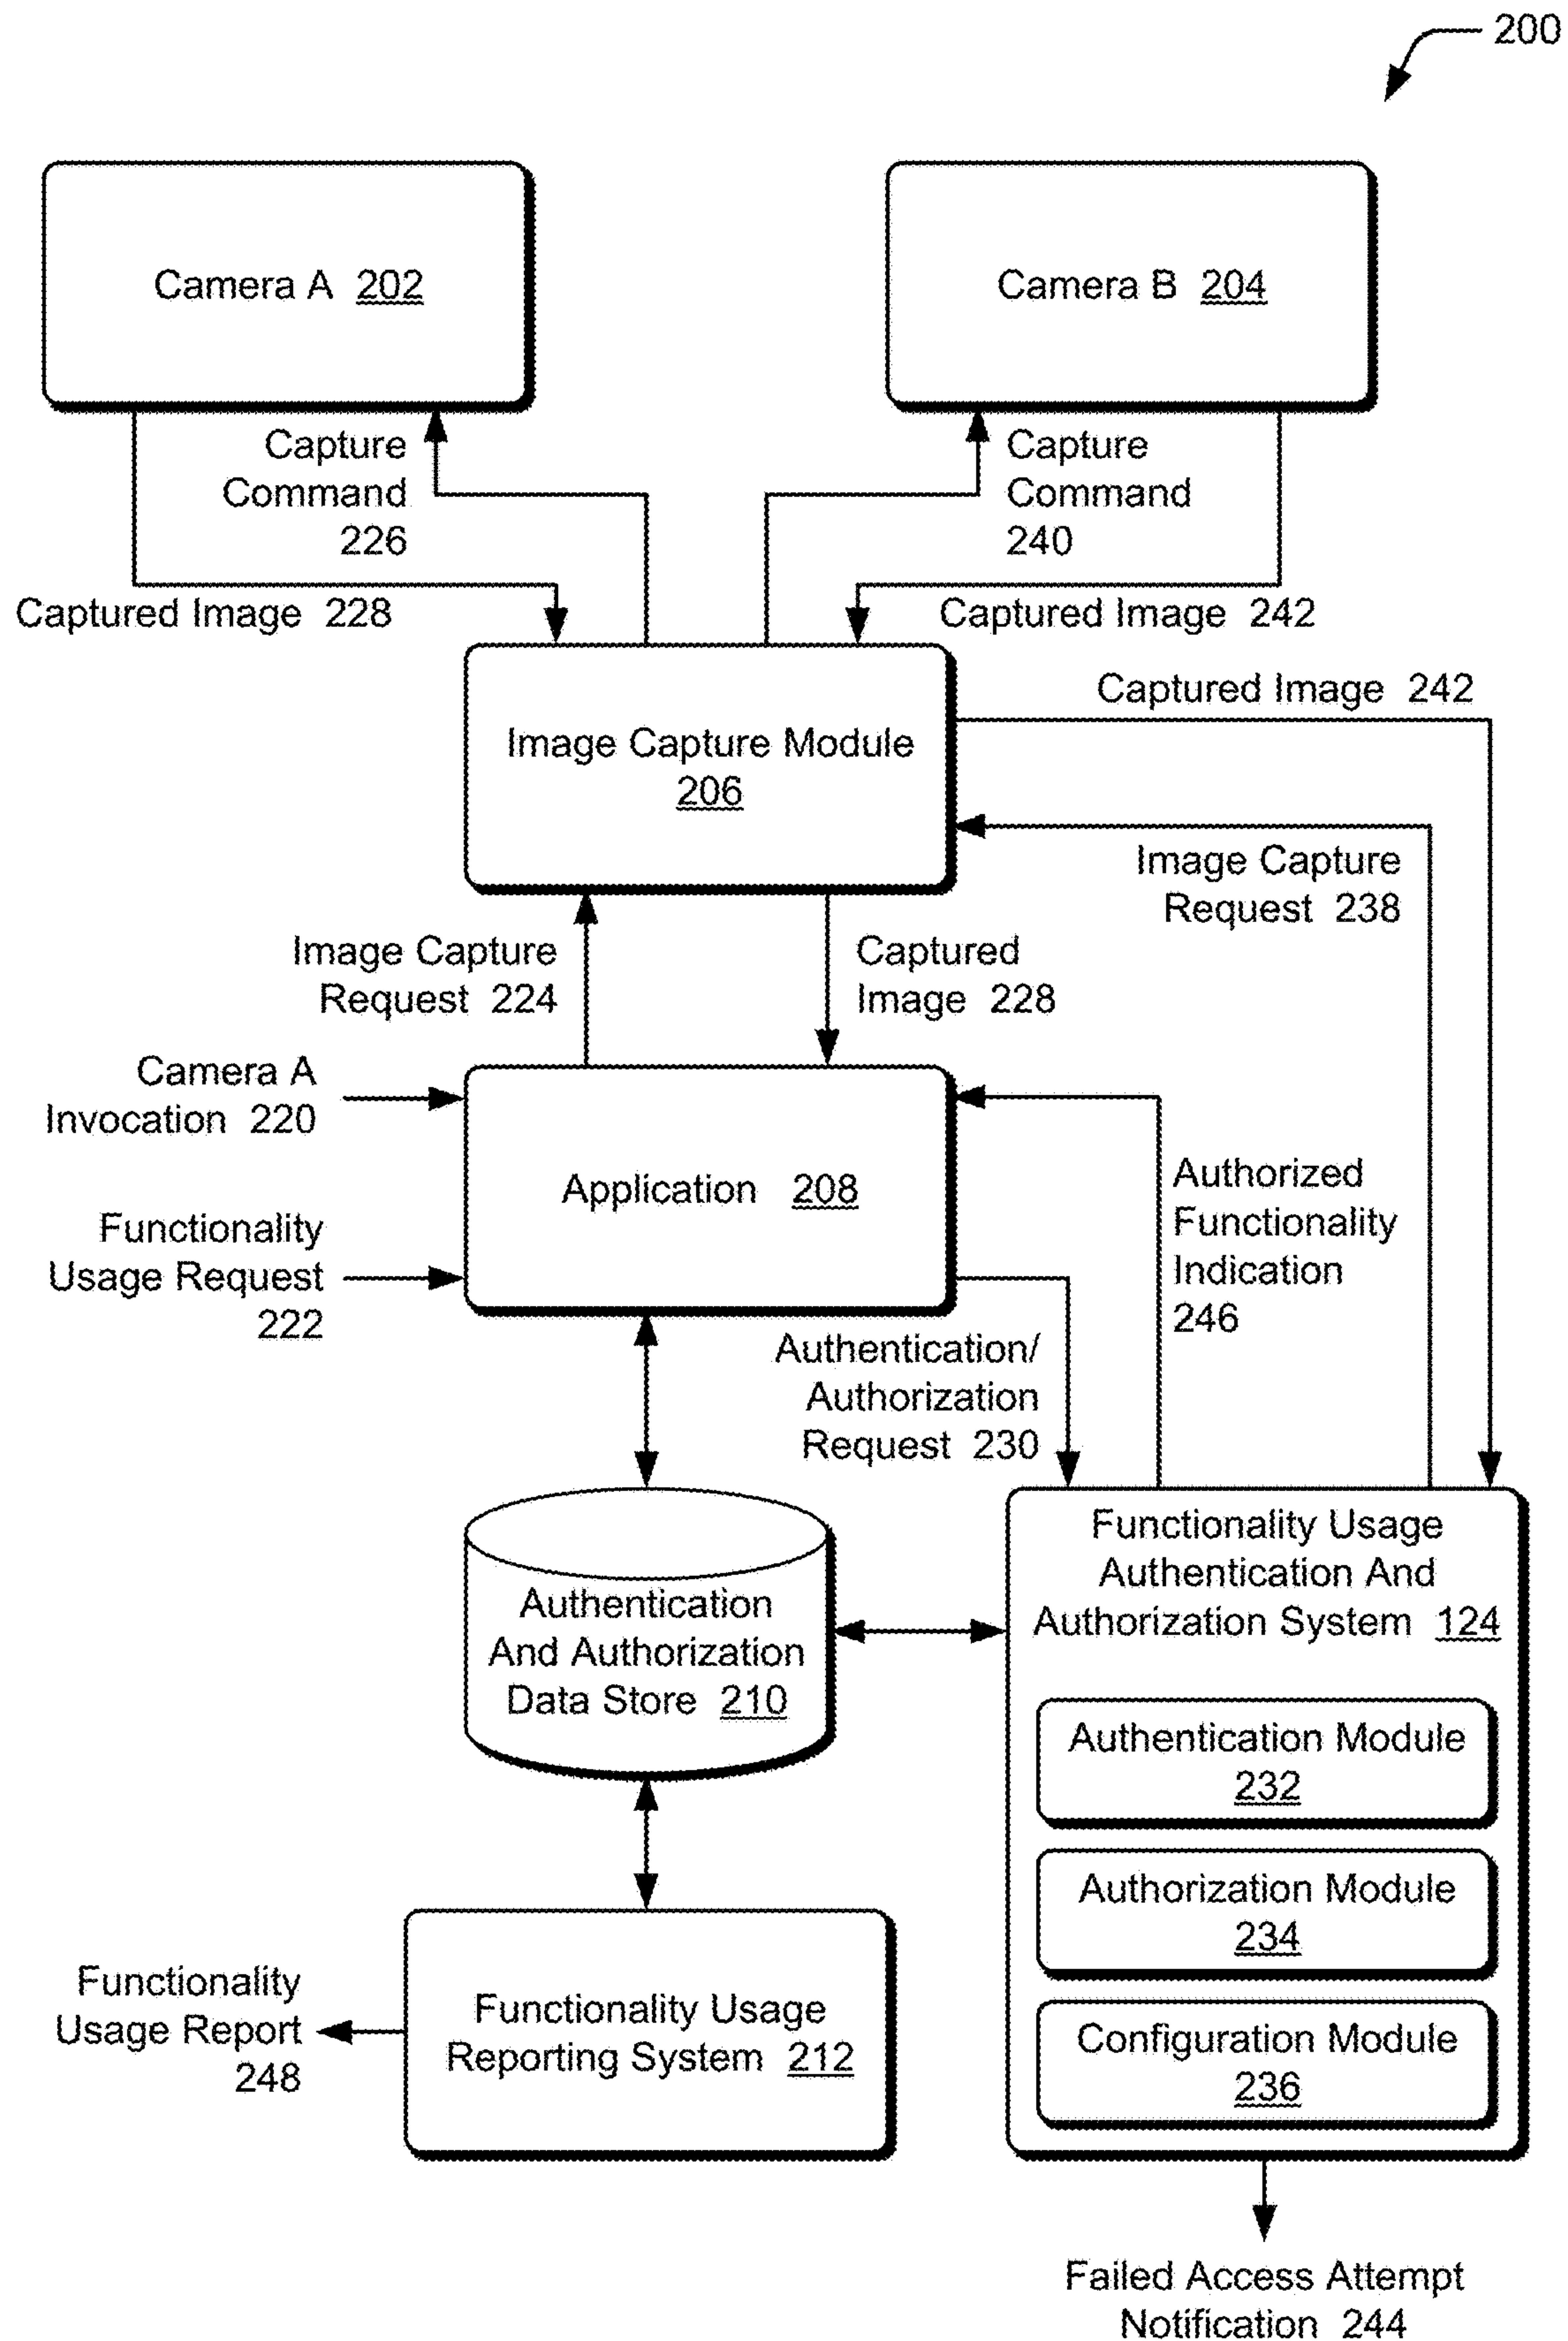 200
Camera A 202
Camera B 204
Capture
Command
226
Capture
Command
240
Captured Image 228
Captured Image 242
Captured Image 242
Image Capture Module
206
Image Capture
Request 238
Image Capture
Request 224
Captured
Image 228
Camera A
Invocation 220
Application 208
Authorized
Functionality
Indication
246
Functionality
Usage Request
222
Authentication/
Authorization
Request 230
Functionality Usage
Authentication And
Authorization System 124
Authentication
And Authorization
Data Store 210
Authentication Module
232
Authorization Module
234
Configuration Module
236
Functionality
Usage Report
248
Functionality Usage
Reporting System 212
Failed Access Attempt
Notification 244